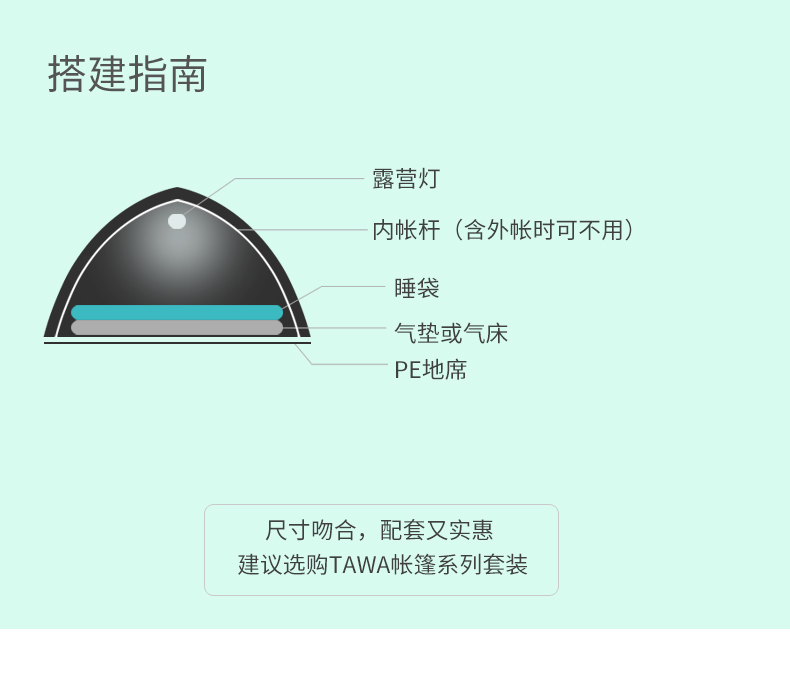 搭建指南
露营灯
内帐杆（含外帐时可不用）
睡袋
气垫或气床
PE地席
尺寸吻合，配套又实惠
建议选购TAWA帐篷系列套装